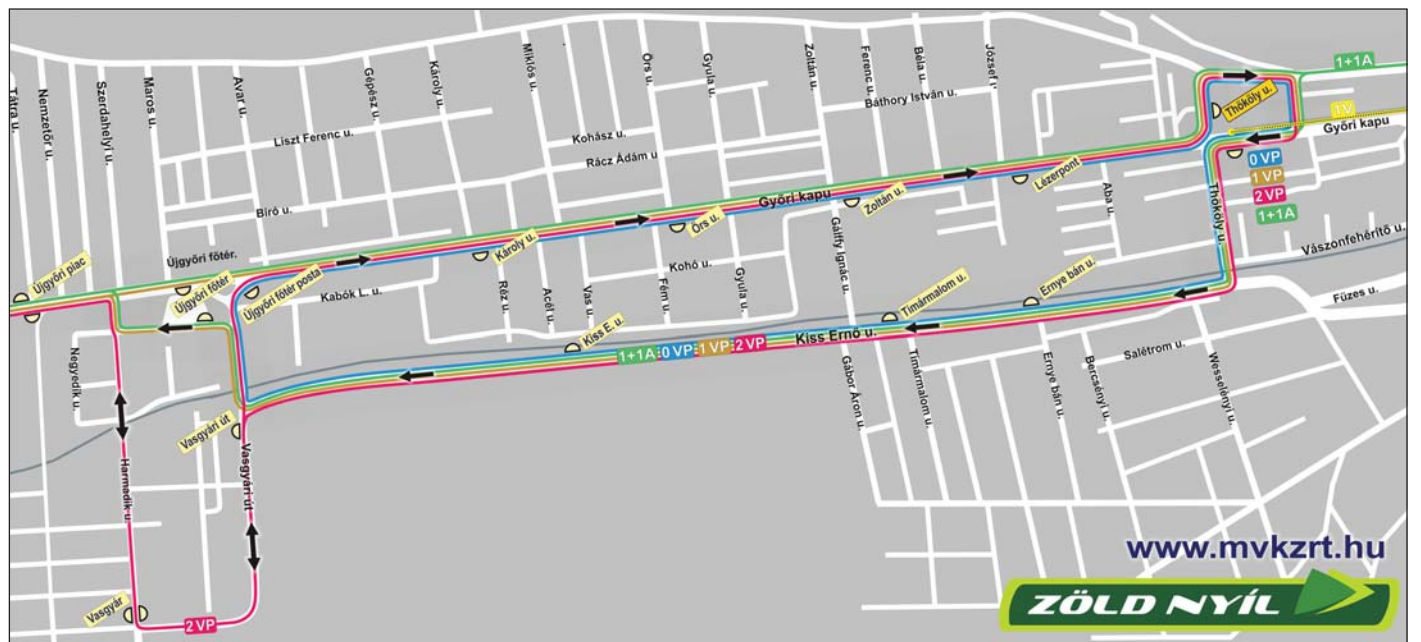 Tátra u.
Nemzetőr u.
Szerdahelyi u.
Maros u.
Avar u.
Gépész u.
Károly u.
Miklós u.
Örs u.
Gyula u.
Zoltán u.
Ferenc u.
Béla u.
József
Báthory István u.
Liszt Ferenc u.
Kohász u.
Rácz Ádám u
Bíró u.
1+1A
Thököly u.
1V
Győri kapu
0 VP
1 VP
2 VP
1+1A
Győri kapu
Lézerpont
Zoltán u.
Örs u.
Károly u.
Újgyőri főtér.
Újgyőri piac
Újgyőri főtér
Újgyőri főtér posta
Kabók L. u.
Réz u.
Acél u.
Vas u.
Kohó u.
Fém u.
Gyula u.
Gálffy Ignác u.
Aba u.
Thököly u.
Vászonfehérítő u.
Füzes u.
Tímármalom u.
Ernye bán u.
Kiss E. u.
1+1A
0 VP
1 VP
2 VP
Kiss Ernő u.
Negyedik u.
Vasgyári út
Vasgyári út
Harmadik u.
Gábor Áron u.
Tímármalom u.
Ernye bán u.
Bercsényi u.
Salétrom u.
Wesselényi u.
Vasgyár
2 VP
www.mvkzrt.hu
ZÖLD NYÍL